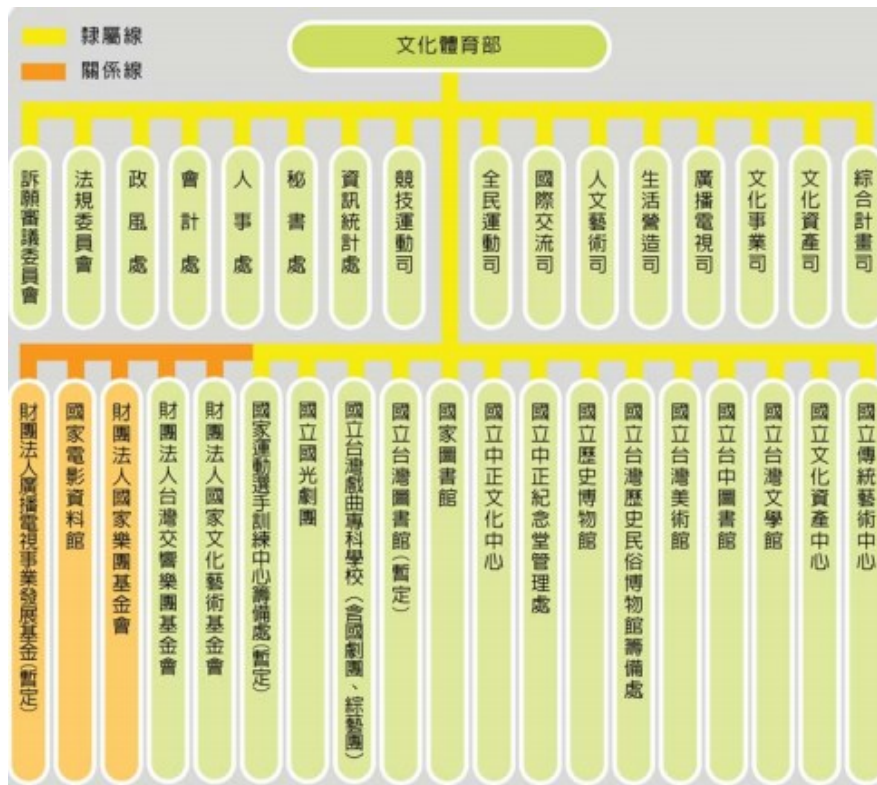 隸屬線
關係線
文化體育部
訴願審議委員會
法規委員會
政風處
會計處
人事處
秘書處
資訊統計處
競技運動司
全民運動司
國際交流司
人文藝術司
生活營造司
廣播電視司
文化事業司
文化資產司
綜合計畫司
財團法人廣播電視事業發展基金(暫定)
國家電影資料館
財團法人國家樂團基金會
財團法人台灣交響樂團基金會
財團法人國家文化藝術基金會
國家運動選手訓練中心籌備處(暫定)
國立國光劇團
國立台灣戲曲專科學校(含國劇團、綜藝團)
國立台灣圖書館(暫定)
國家圖書館
國立中正文化中心
國立中正紀念堂管理處
國立歷史博物館
國立台灣歷史民俗博物館籌備處
國立台灣美術館
國立台中圖書館
國立台灣文學館
國立文化資產中心
國立傳統藝術中心